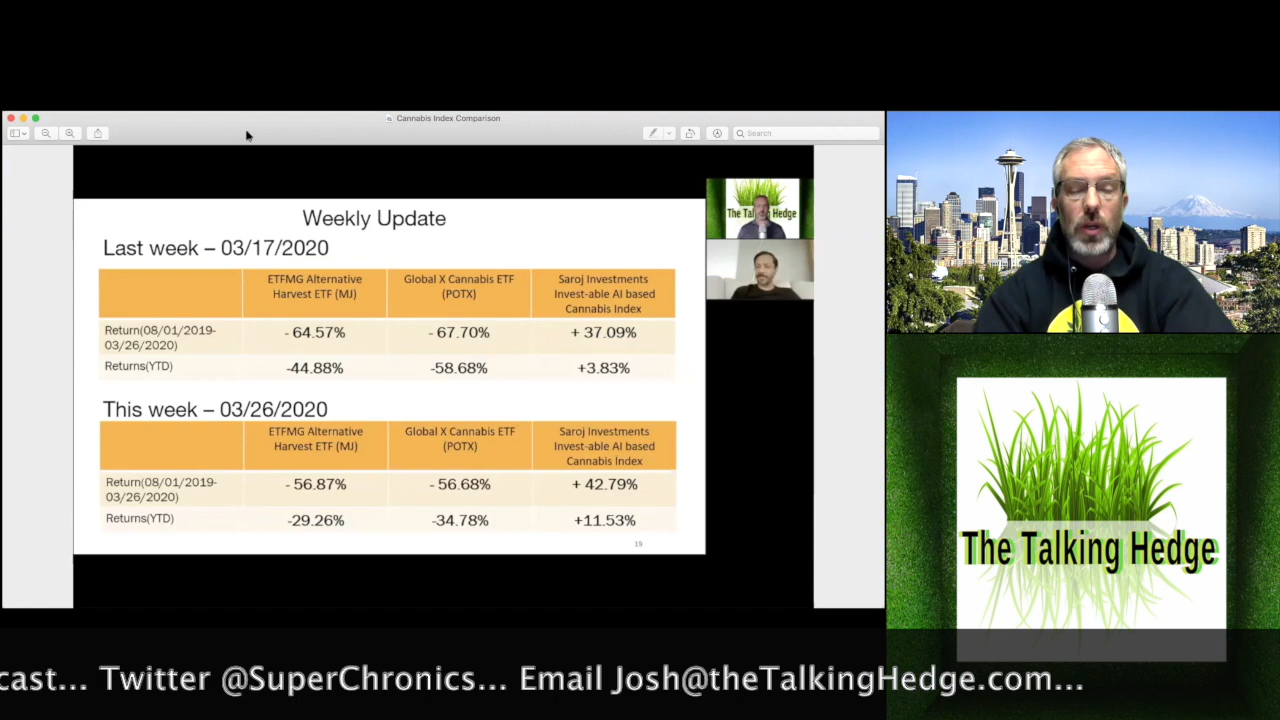 Cannabis Index Comparison
Search
Weekly Update
Last week – 03/17/2020
ETFMG Alternative
Harvest ETF (MJ)
Global X Cannabis ETF
(POTX)
Saroj Investments
Invest-able AI based
Cannabis Index
Return(08/01/2019-
03/26/2020)
- 64.57%
- 67.70%
+ 37.09%
Returns(YTD)
-44.88%
-58.68%
+3.83%
This week – 03/26/2020
ETFMG Alternative
Harvest ETF (MJ)
Global X Cannabis ETF
(POTX)
Saroj Investments
Invest-able AI based
Cannabis Index
Return(08/01/2019-
03/26/2020)
- 56.87%
- 56.68%
+ 42.79%
Returns(YTD)
-29.26%
-34.78%
+11.53%
19
The Talking Hedge
The Talking Hedge
cast... Twitter @SuperChronics... Email Josh@theTalkingHedge.com...